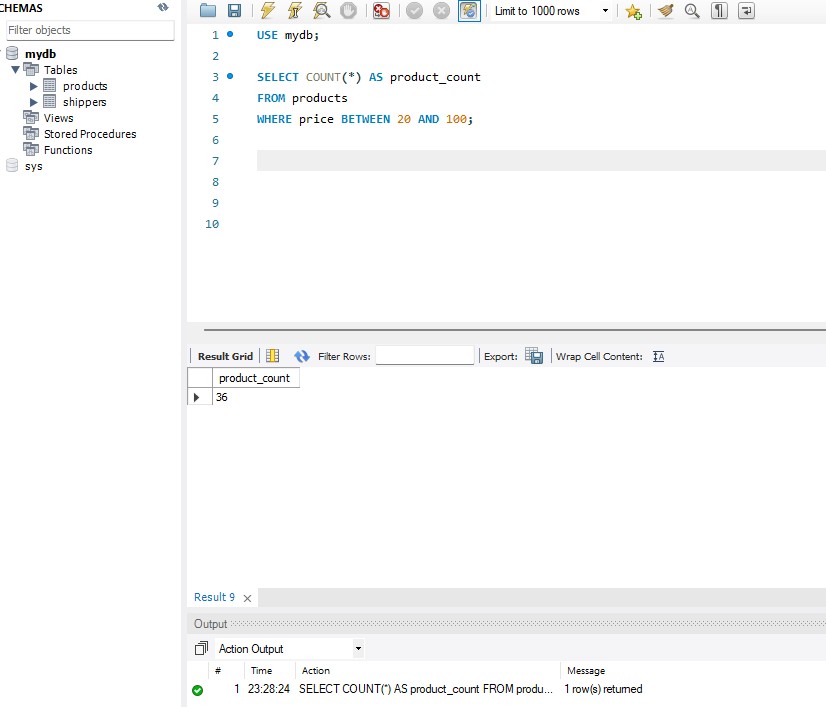 CHEMAS
Filter objects
mydb
Tables
products
shippers
Views
Stored Procedures
Functions
sys
Limit to 1000 rows
1 USE mydb;
2
3 SELECT COUNT(*) AS product_count
4 FROM products
5 WHERE price BETWEEN 20 AND 100;
6
7
8
9
10
Result Grid Filter Rows: Export: Wrap Cell Content:
product_count
36
Result 9
Output
Action Output
# Time Action Message
1 23:28:24 SELECT COUNT(*) AS product_count FROM produ... 1 row(s) returned